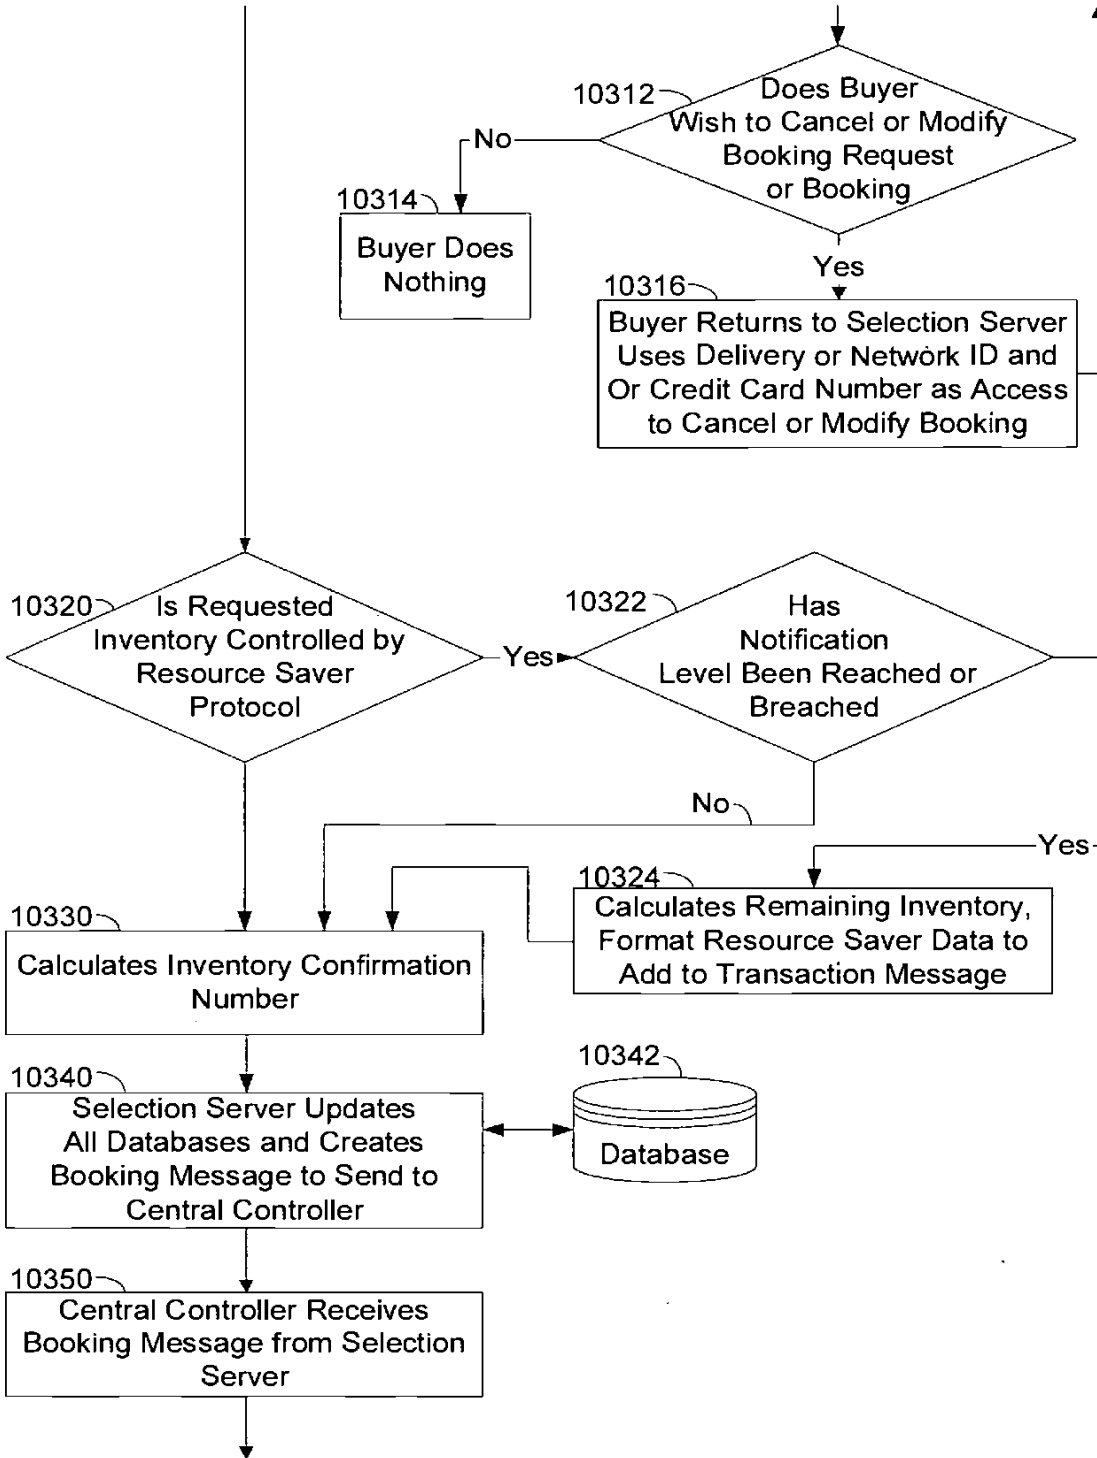 10312
Does Buyer
Wish to Cancel or Modify
Booking Request
or Booking
No
10314
Buyer Does
Nothing
Yes
10316
Buyer Returns to Selection Server
Uses Delivery or Network ID and
Or Credit Card Number as Access
to Cancel or Modify Booking
10320
Is Requested
Inventory Controlled by
Resource Saver
Protocol
Yes
10322
Has
Notification
Level Been Reached or
Breached
No
Yes
10324
Calculates Remaining Inventory,
Format Resource Saver Data to
Add to Transaction Message
10330
Calculates Inventory Confirmation
Number
10340
Selection Server Updates
All Databases and Creates
Booking Message to Send to
Central Controller
10342
Database
10350
Central Controller Receives
Booking Message from Selection
Server